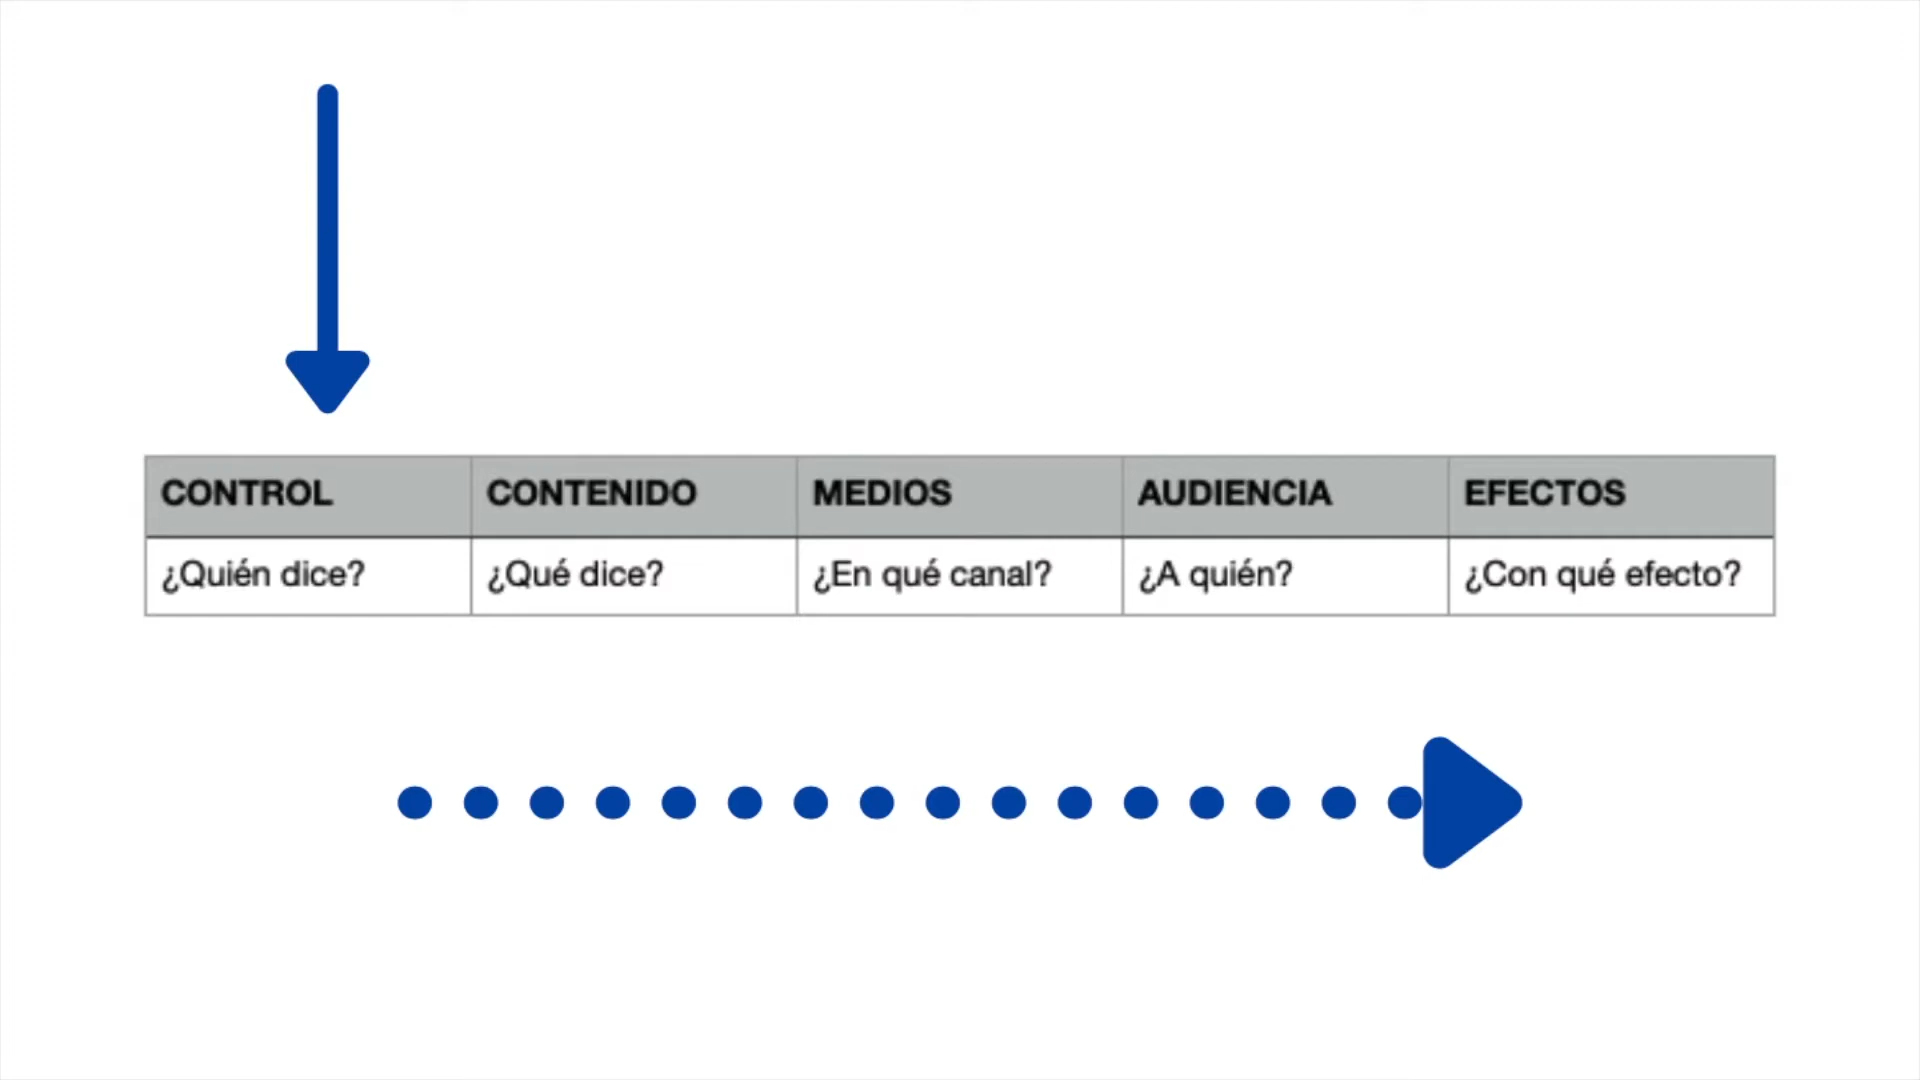 CONTROL CONTENIDO MEDIOS AUDIENCIA EFECTOS
¿Quién dice? ¿Qué dice? ¿En qué canal? ¿A quién? ¿Con qué efecto?